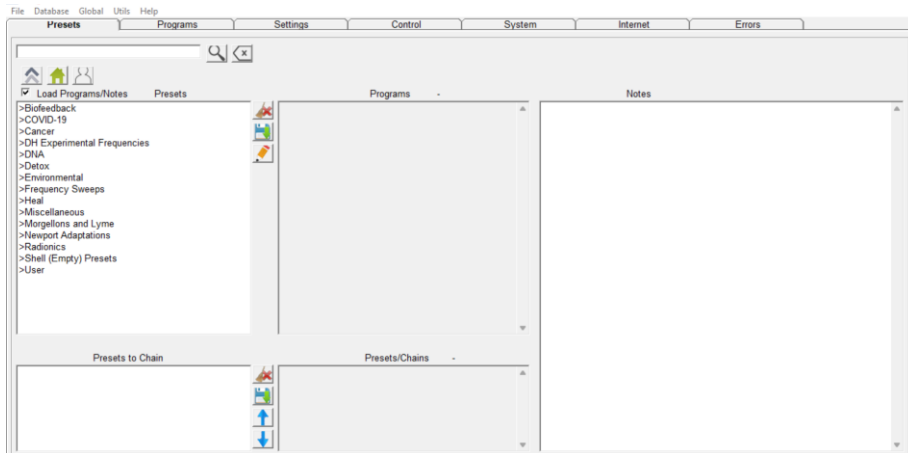 File Database Global Utils Help
Presets Programs Settings Control System Internet Errors
Load Programs/Notes Presets Programs - Notes
>Biofeedback
>COVID-19
>Cancer
>DH Experimental Frequencies
>DNA
>Detox
>Environmental
>Frequency Sweeps
>Heal
>Miscellaneous
>Morgellons and Lyme
>Newport Adaptations
>Radionics
>Shell (Empty) Presets
>User
Presets to Chain Presets/Chains -